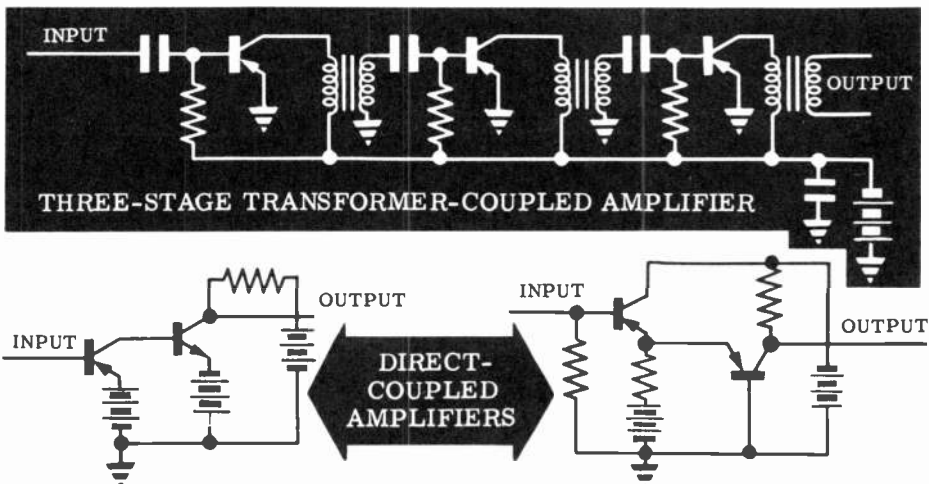 INPUT
OUTPUT
THREE-STAGE TRANSFORMER-COUPLED AMPLIFIER
INPUT
OUTPUT
DIRECT-
COUPLED
AMPLIFIERS
INPUT
OUTPUT